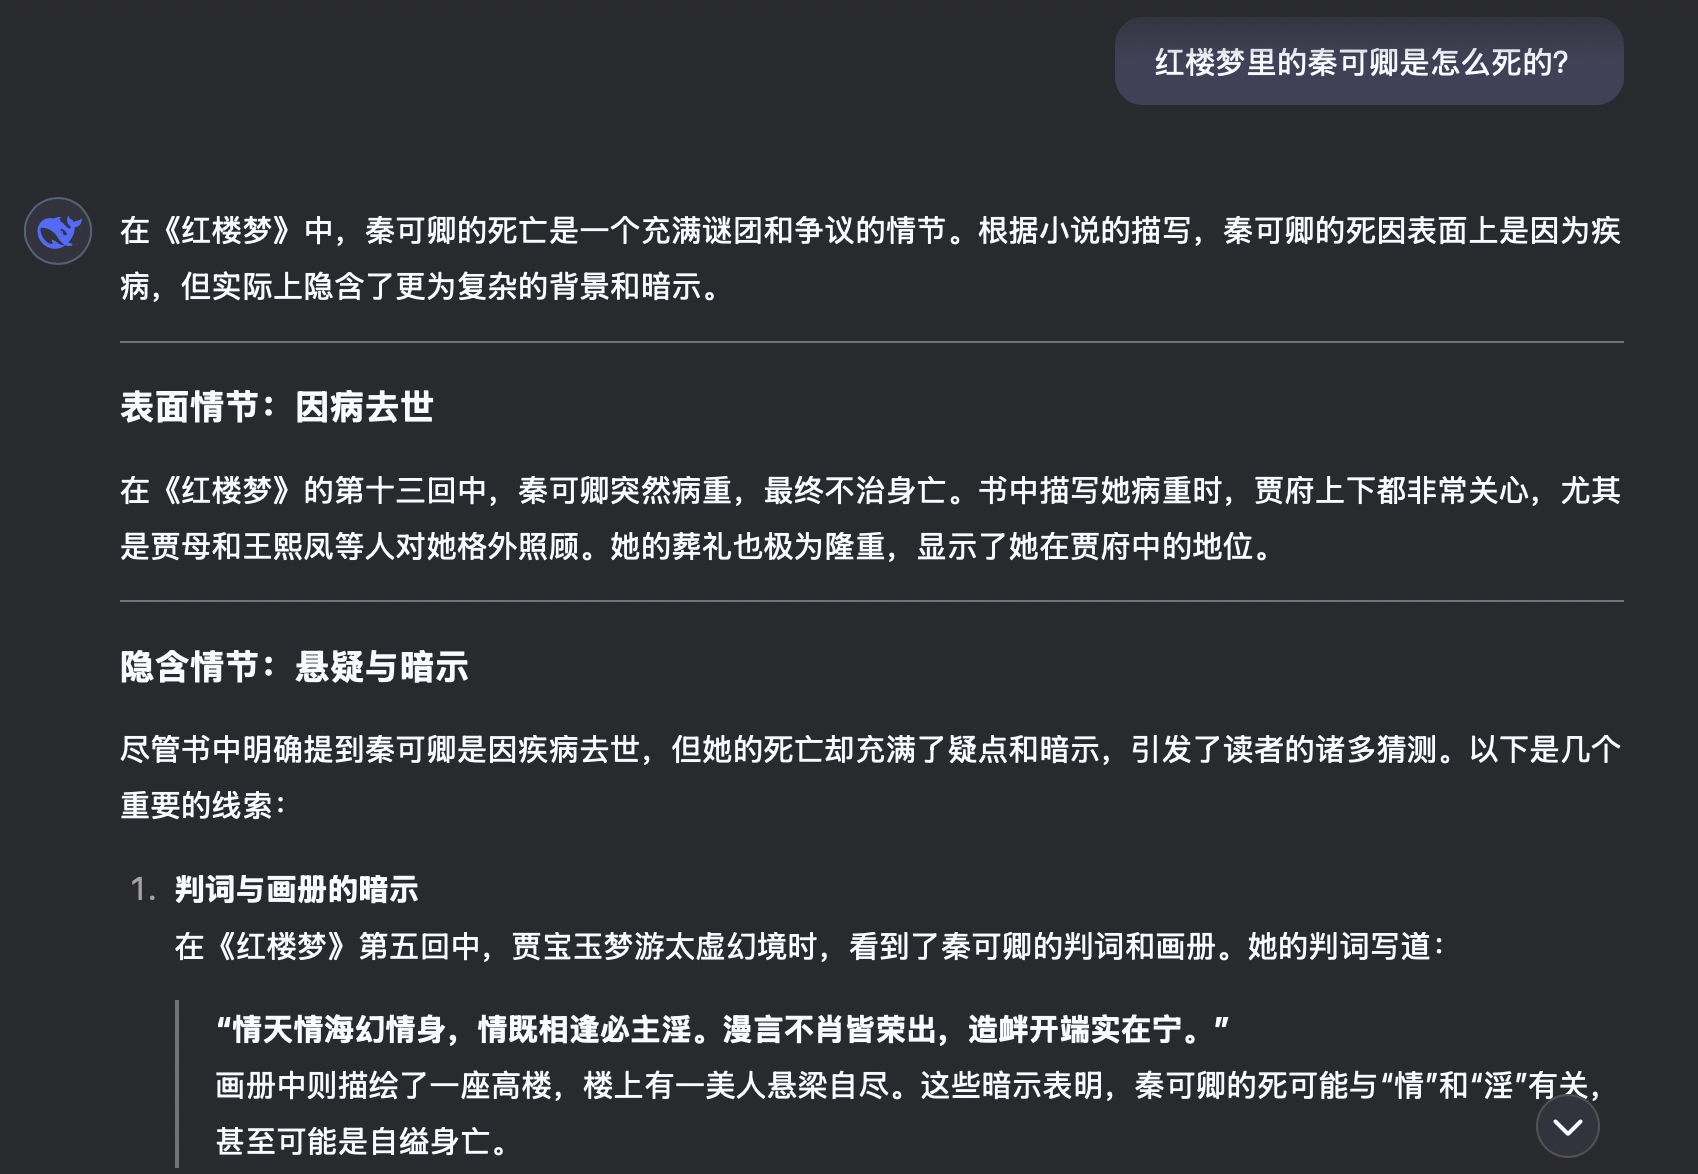 红楼梦里的秦可卿是怎么死的?
在《红楼梦》中，秦可卿的死亡是一个充满谜团和争议的情节。根据小说的描写，秦可卿的死因表面上是因为疾
病，但实际上隐含了更为复杂的背景和暗示。
表面情节：因病去世
在《红楼梦》的第十三回中，秦可卿突然病重，最终不治身亡。书中描写她病重时，贾府上下都非常关心，尤其
是贾母和王熙凤等人对她格外照顾。她的葬礼也极为隆重，显示了她在贾府中的地位。
隐含情节：悬疑与暗示
尽管书中明确提到秦可卿是因疾病去世，但她的死亡却充满了疑点和暗示，引发了读者的诸多猜测。以下是几个
重要的线索：
1. 判词与画册的暗示
在《红楼梦》第五回中，贾宝玉梦游太虚幻境时，看到了秦可卿的判词和画册。她的判词写道：
“情天情海幻情身，情既相逢必主淫。漫言不肖皆荣出，造衅开端实在宁。”
画册中则描绘了一座高楼，楼上有一美人悬梁自尽。这些暗示表明，秦可卿的死可能与“情”和“淫”有关，
甚至可能是自缢身亡。